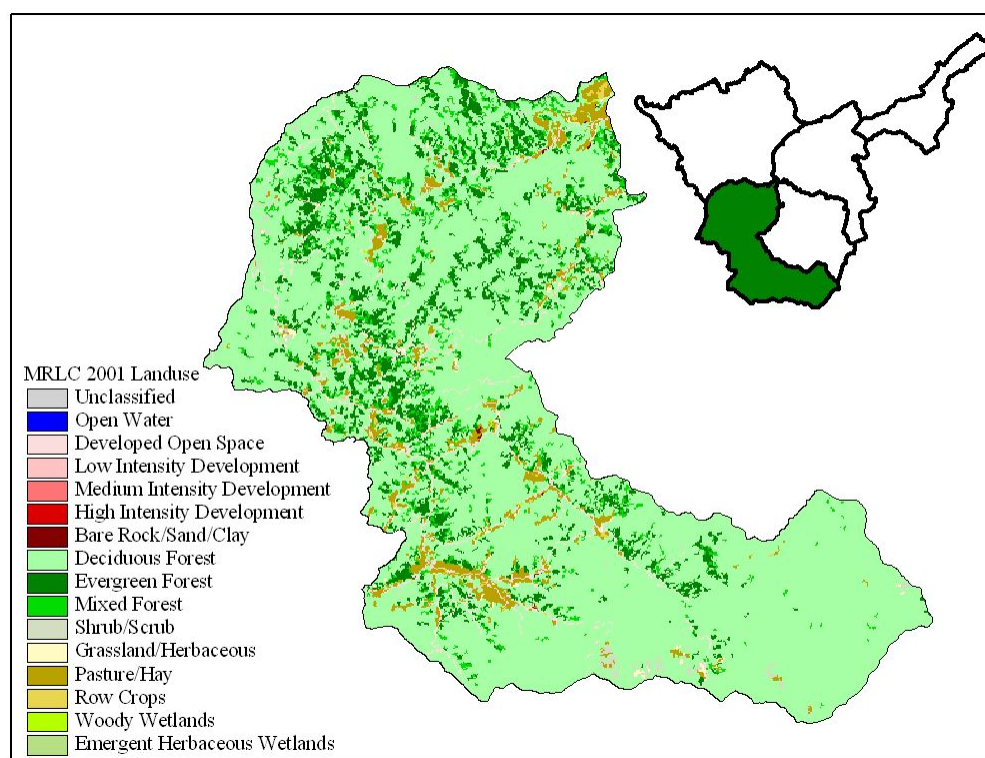 MRLC 2001 Landuse
Unclassified
Open Water
Developed Open Space
Low Intensity Development
Medium Intensity Development
High Intensity Development
Bare Rock/Sand/Clay
Deciduous Forest
Evergreen Forest
Mixed Forest
Shrub/Scrub
Grassland/Herbaceous
Pasture/Hay
Row Crops
Woody Wetlands
Emergent Herbaceous Wetlands